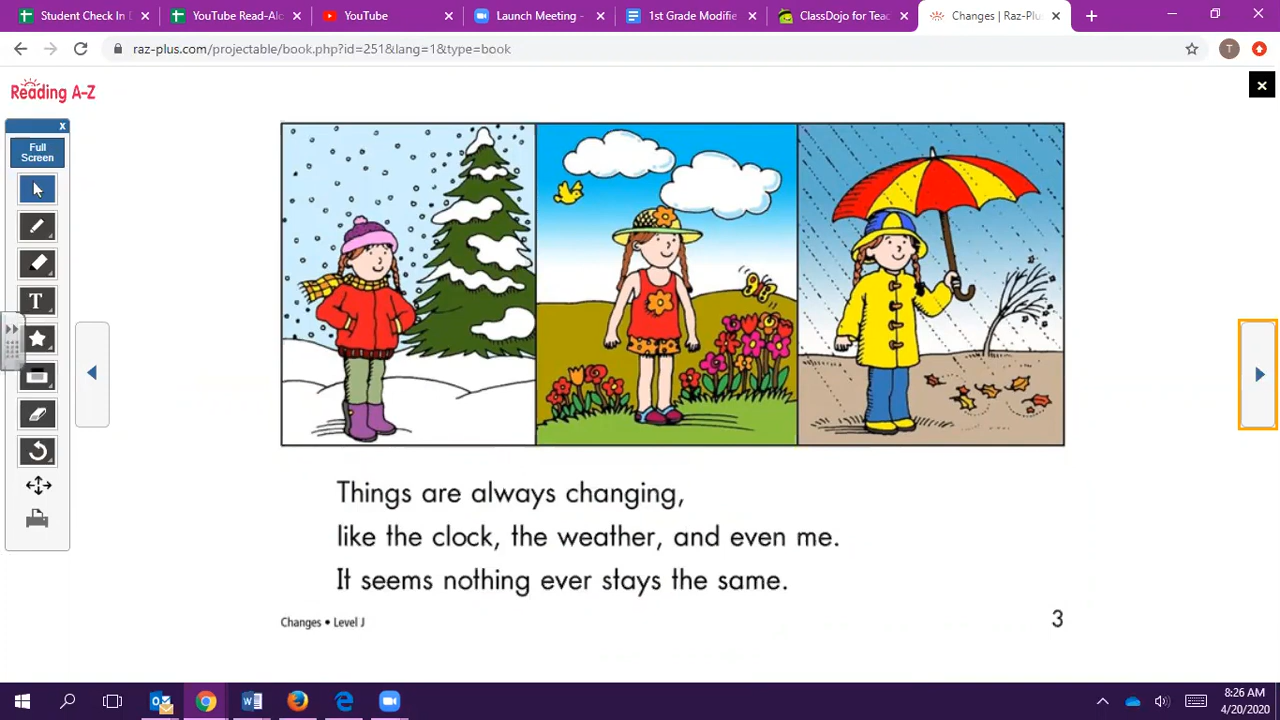 Student Check In D
YouTube Read-Alo
YouTube
Launch Meeting -
1st Grade Modifie
ClassDojo for Teac
Changes | Raz-Plus
raz-plus.com/projectable/book.php?id=251&lang=1&type=book
T
Reading A-Z
x
Full
Screen
T
Things are always changing,
like the clock, the weather, and even me.
It seems nothing ever stays the same.
Changes • Level J
3
8:26 AM
4/20/2020